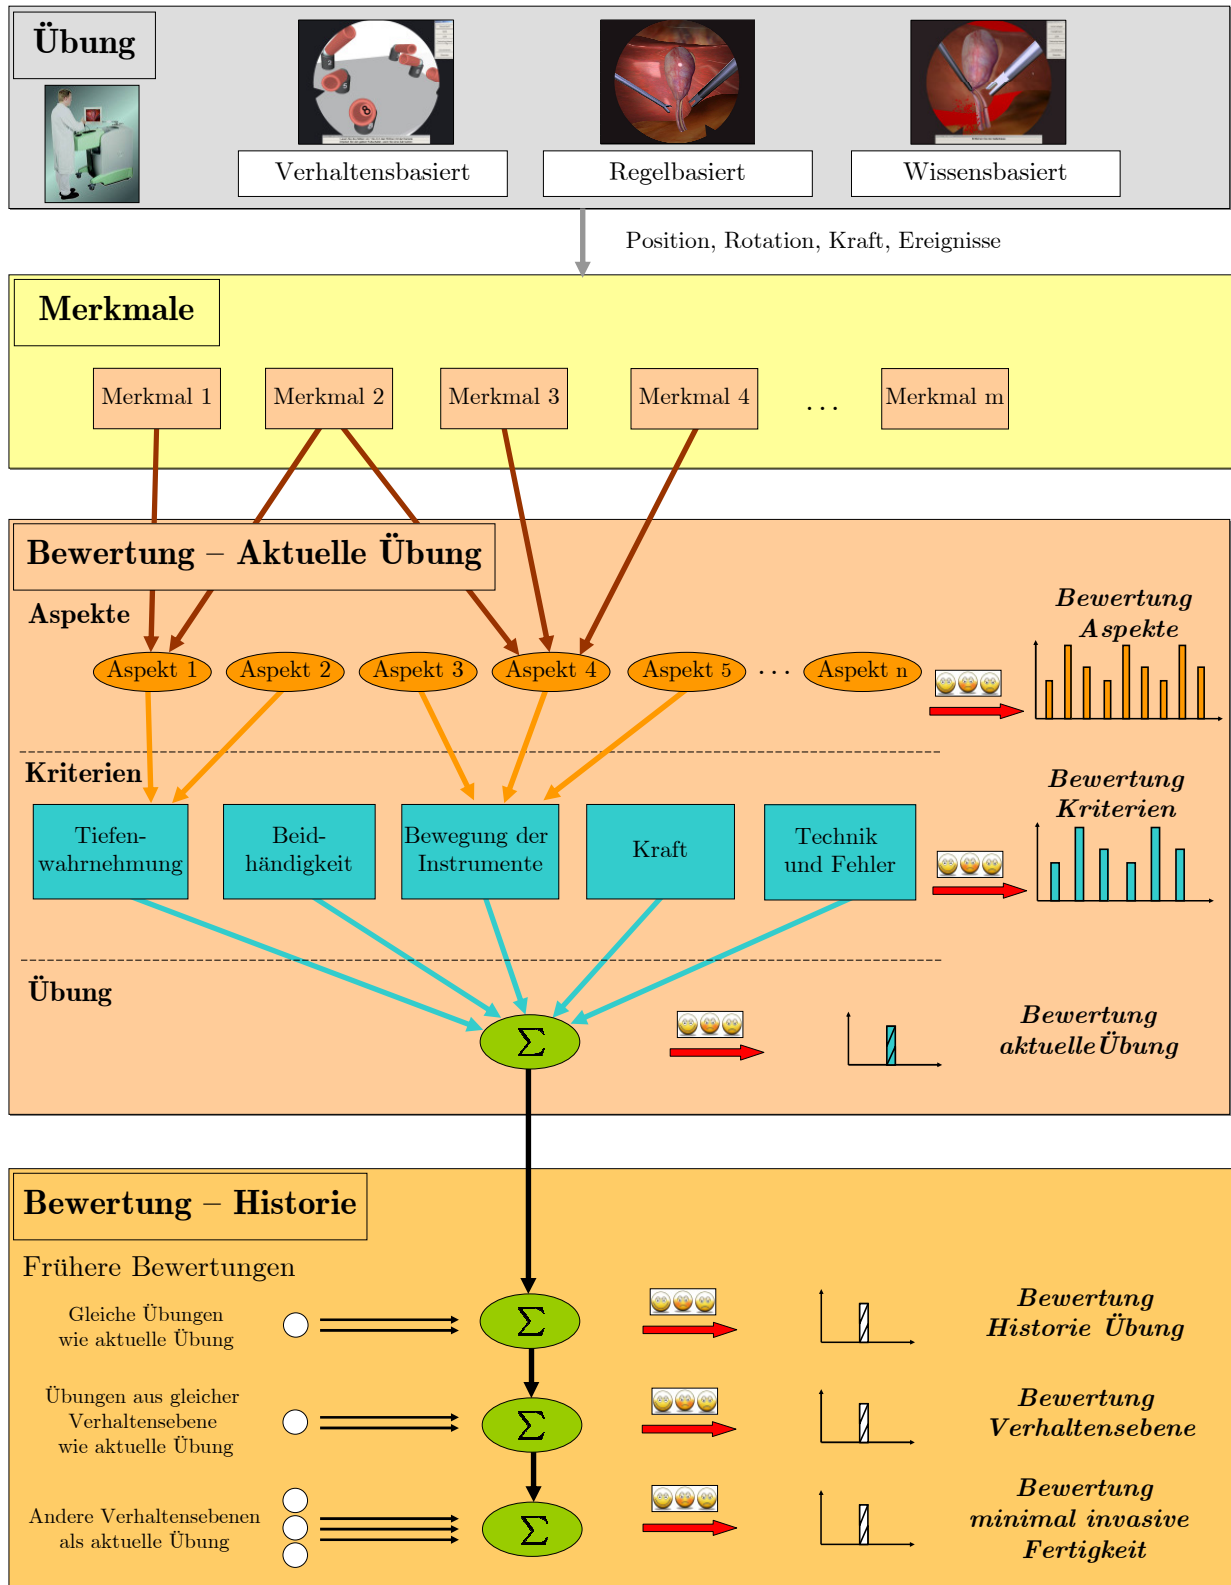 Übung
Verhaltensbasiert
Regelbasiert
Wissensbasiert
Position, Rotation, Kraft, Ereignisse
Merkmale
Merkmal 1
Merkmal 2
Merkmal 3
Merkmal 4
...
Merkmal m
Bewertung – Aktuelle Übung
Aspekte
Bewertung
Aspekte
Aspekt 1
Aspekt 2
Aspekt 3
Aspekt 4
Aspekt 5
...
Aspekt n
Kriterien
Bewertung
Kriterien
Tiefen-
wahrnehmung
Beid-
händigkeit
Bewegung der
Instrumente
Kraft
Technik
und Fehler
Übung
Σ
Bewertung
aktuelle Übung
Bewertung – Historie
Frühere Bewertungen
Gleiche Übungen
wie aktuelle Übung
Σ
Bewertung
Historie Übung
Übungen aus gleicher
Verhaltensebene
wie aktuelle Übung
Σ
Bewertung
Verhaltensebene
Andere Verhaltensebenen
als aktuelle Übung
Σ
Bewertung
minimal invasive
Fertigkeit